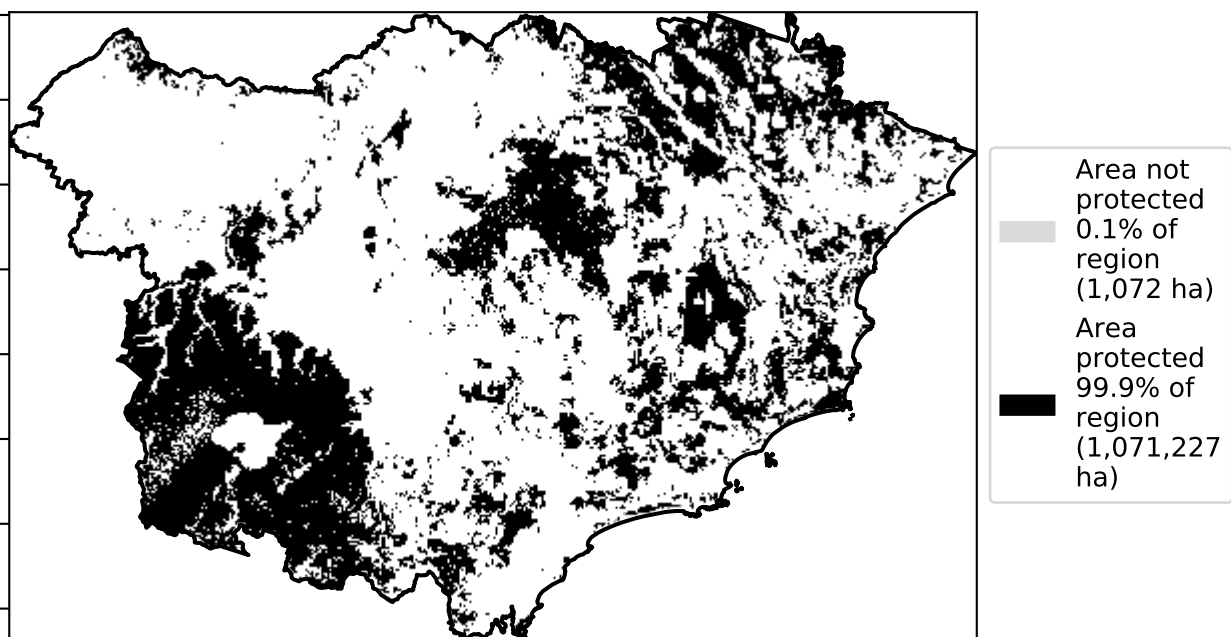 Area not
protected
0.1% of
region
(1,072 ha)
Area
protected
99.9% of
region
(1,071,227
ha)